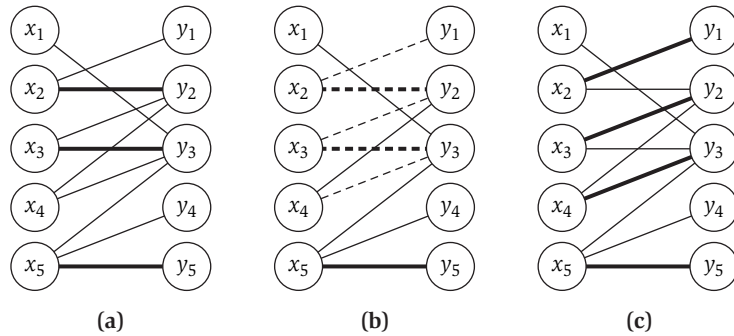 x₁ y₁ x₁ y₁ x₁ y₁
x₂ y₂ x₂ y₂ x₂ y₂
x₃ y₃ x₃ y₃ x₃ y₃
x₄ y₄ x₄ y₄ x₄ y₄
x₅ y₅ x₅ y₅ x₅ y₅
(a) (b) (c)